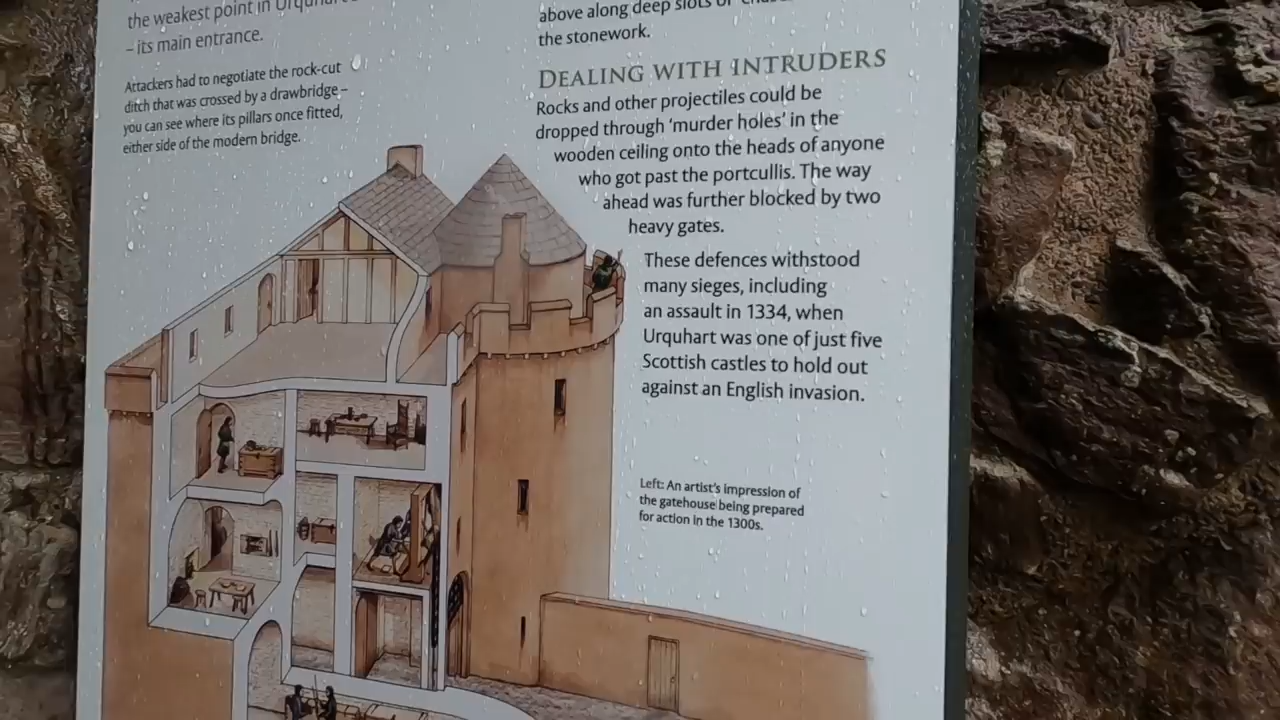 the weakest point in Urquhart's
– its main entrance.
Attackers had to negotiate the rock-cut
ditch that was crossed by a drawbridge –
you can see where its pillars once fitted,
either side of the modern bridge.
above along deep slots or
the stonework.
DEALING WITH INTRUDERS
Rocks and other projectiles could be
dropped through ‘murder holes’ in the
wooden ceiling onto the heads of anyone
who got past the portcullis. The way
ahead was further blocked by two
heavy gates.
These defences withstood
many sieges, including
an assault in 1334, when
Urquhart was one of just five
Scottish castles to hold out
against an English invasion.
Left: An artist's impression of
the gatehouse being prepared
for action in the 1300s.